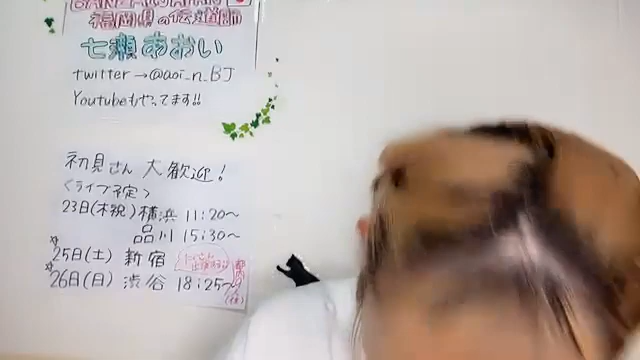 BANZAI JAPAN
福岡県の伝道師
七瀬あおい
twitter→@aoi_n_BJ
Youtubeもやってます!!
初見さん 大歓迎!
<ライブ予定>
23日(木祝) 横浜 11:20~
品川 15:30~
25日(土) 新宿
26日(日) 渋谷 18:25~